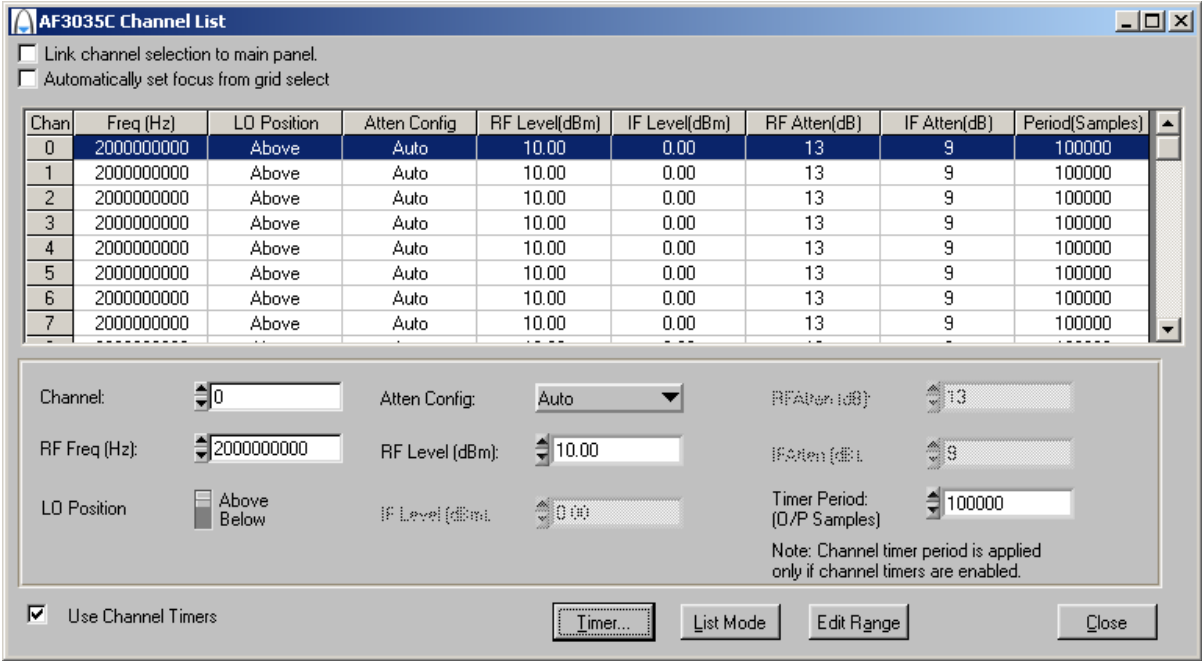 AF3035C Channel List
Link channel selection to main panel.
Automatically set focus from grid select
Chan Freq (Hz) LO Position Atten Config RF Level(dBm) IF Level(dBm) RF Atten(dB) IF Atten(dB) Period(Samples)
0 2000000000 Above Auto 10.00 0.00 13 9 100000
1 2000000000 Above Auto 10.00 0.00 13 9 100000
2 2000000000 Above Auto 10.00 0.00 13 9 100000
3 2000000000 Above Auto 10.00 0.00 13 9 100000
4 2000000000 Above Auto 10.00 0.00 13 9 100000
5 2000000000 Above Auto 10.00 0.00 13 9 100000
6 2000000000 Above Auto 10.00 0.00 13 9 100000
7 2000000000 Above Auto 10.00 0.00 13 9 100000
Channel: 0 Atten Config: Auto RFAtten (dB): 13
RF Freq (Hz): 2000000000 RF Level (dBm): 10.00 IFAtten (dB). 9
LO Position Above IF Level (dBm). 0.00 Timer Period: 100000
Below (O/P Samples)
Note: Channel timer period is applied
only if channel timers are enabled.
Use Channel Timers Timer... List Mode Edit Range Close